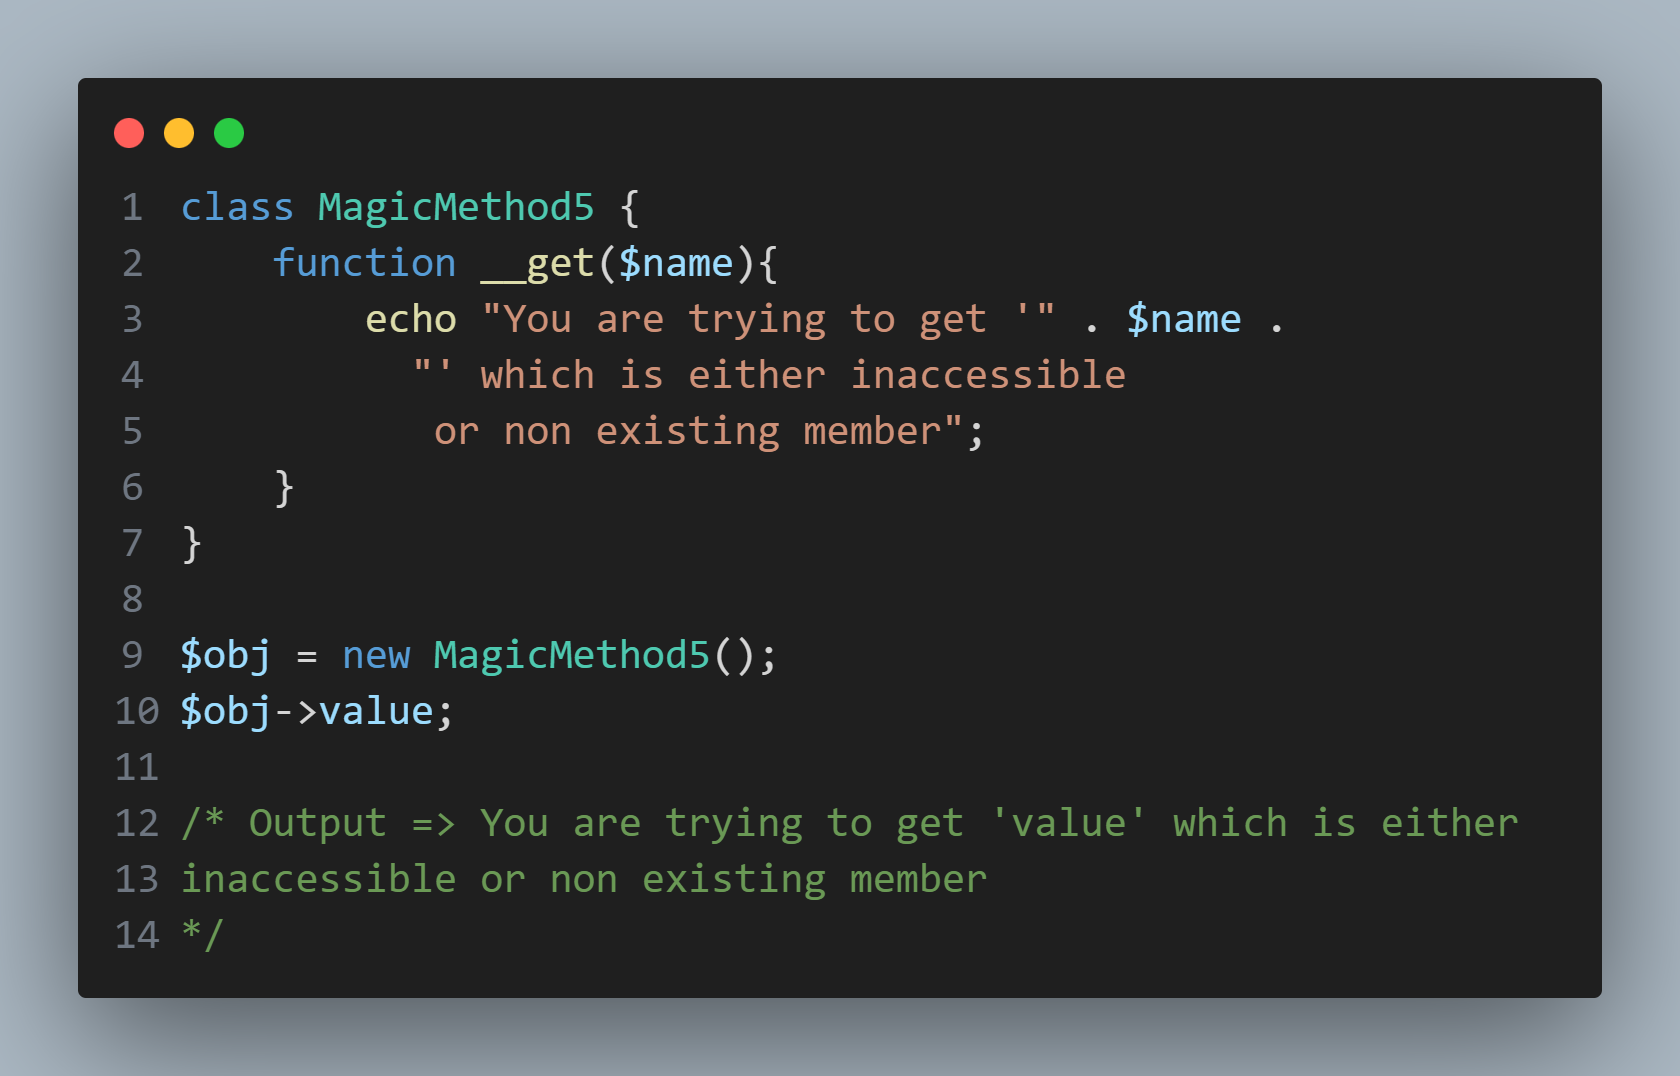 1 class MagicMethod5 {
2     function __get($name){
3         echo "You are trying to get '" . $name .
4           "' which is either inaccessible
5            or non existing member";
6     }
7 }
8
9 $obj = new MagicMethod5();
10 $obj->value;
11
12 /* Output => You are trying to get 'value' which is either
13 inaccessible or non existing member
14 */